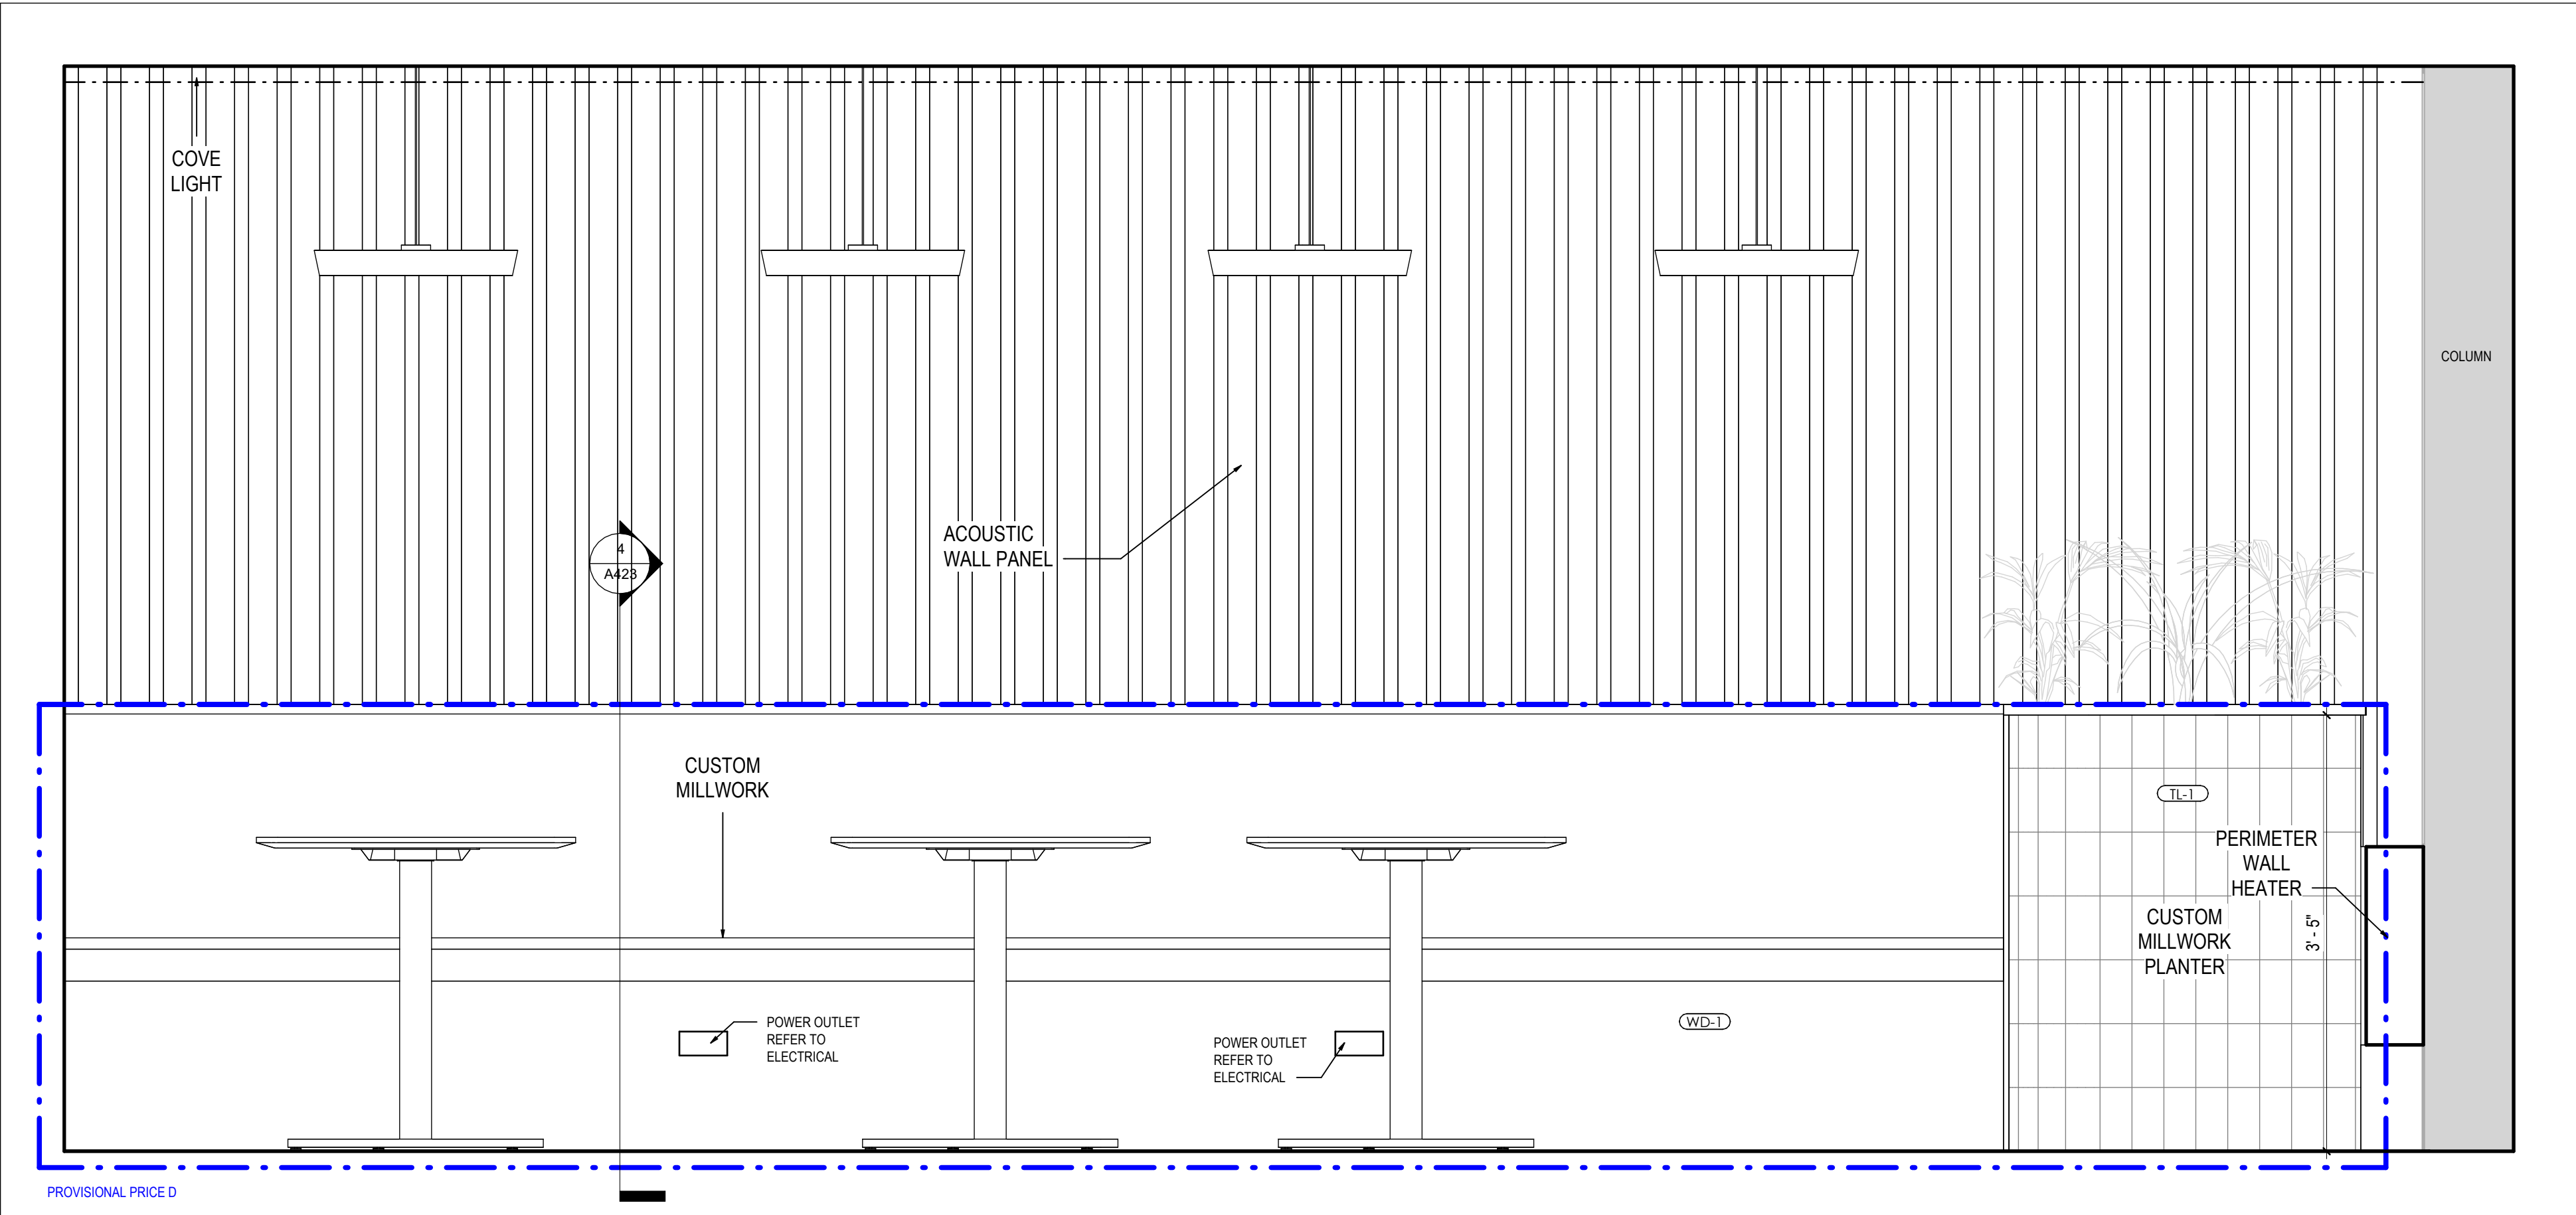 COVE
LIGHT
COLUMN
4
A423
ACOUSTIC
WALL PANEL
CUSTOM
MILLWORK
TL-1
PERIMETER
WALL
HEATER
CUSTOM
MILLWORK
PLANTER
3' - 5"
POWER OUTLET
REFER TO
ELECTRICAL
POWER OUTLET
REFER TO
ELECTRICAL
WD-1
PROVISIONAL PRICE D